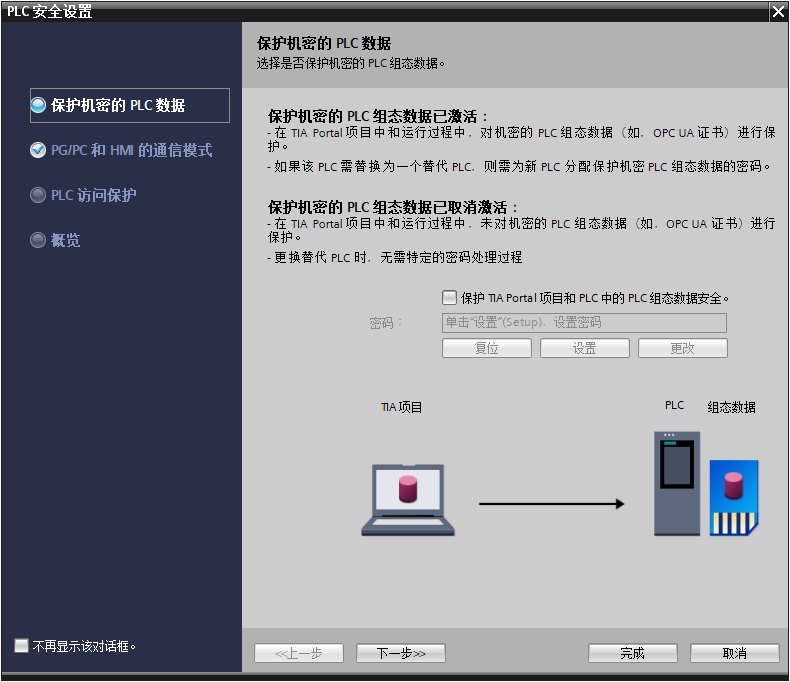 PLC 安全设置
保护机密的 PLC 数据
PG/PC 和 HMI 的通信模式
PLC 访问保护
概览
不再显示该对话框。
保护机密的 PLC 数据
选择是否保护机密的 PLC 组态数据。
保护机密的 PLC 组态数据已激活：
- 在 TIA Portal 项目中和运行过程中，对机密的 PLC 组态数据（如，OPC UA 证书）进行保
护。
- 如果该 PLC 需替换为一个替代 PLC，则需为新 PLC 分配保护机密 PLC 组态数据的密码。
保护机密的 PLC 组态数据已取消激活：
- 在 TIA Portal 项目中和运行过程中，未对机密的 PLC 组态数据（如，OPC UA 证书）进行
保护。
- 更换替代 PLC 时，无需特定的密码处理过程
保护 TIA Portal 项目和 PLC 中的 PLC 组态数据安全。
密码： 单击“设置”(Setup)，设置密码
复位 设置 更改
TIA 项目 PLC 组态数据
<<上一步 下一步>> 完成 取消